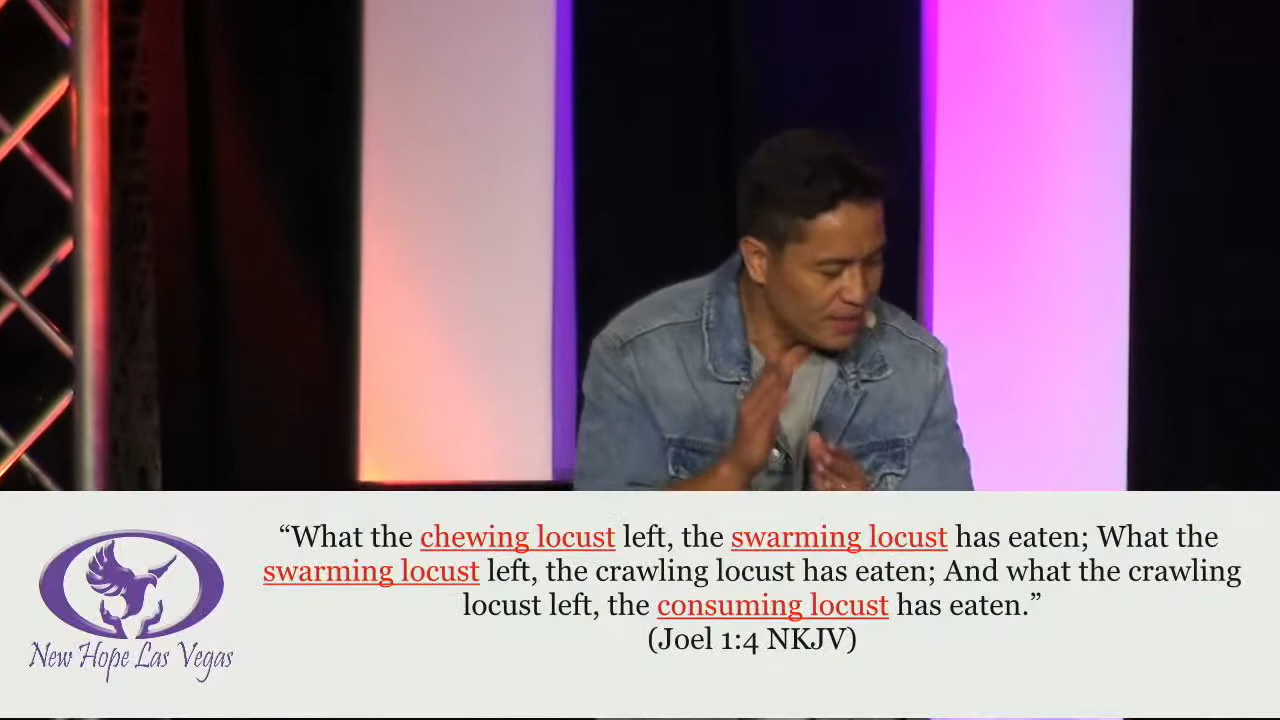 “What the chewing locust left, the swarming locust has eaten; What the
swarming locust left, the crawling locust has eaten; And what the crawling
locust left, the consuming locust has eaten.”
(Joel 1:4 NKJV)
New Hope Las Vegas